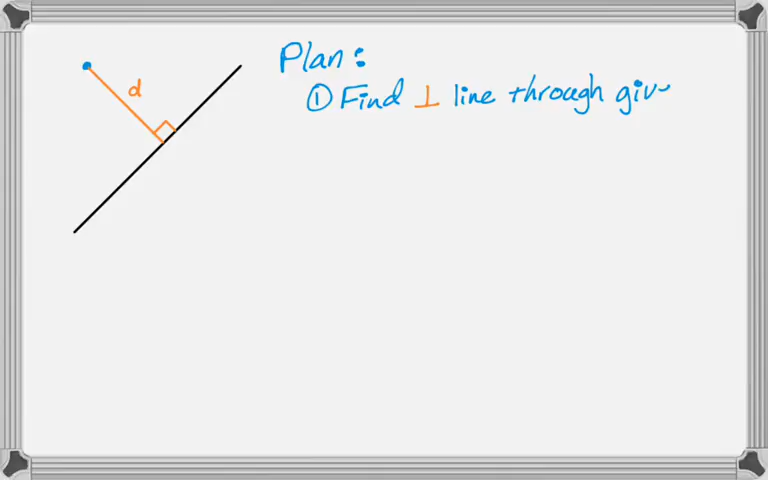 d
Plan:
① Find ⊥ line through giv